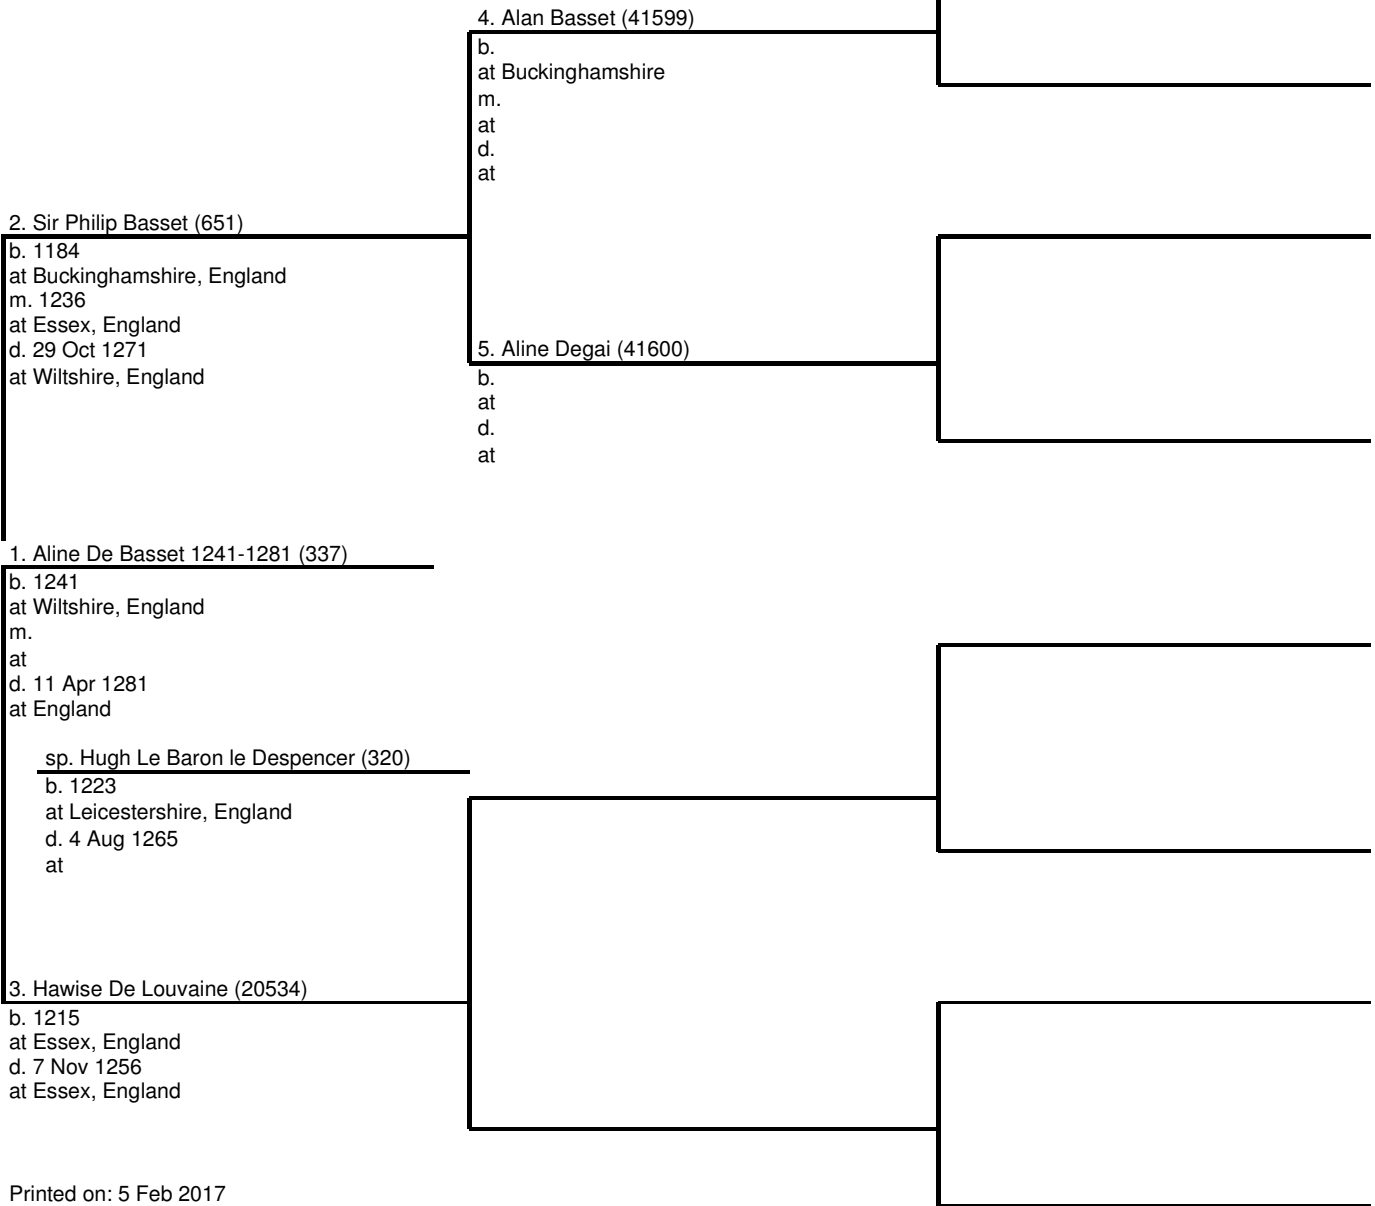 4. Alan Basset (41599)
b.
at Buckinghamshire
m.
at
d.
at
2. Sir Philip Basset (651)
b. 1184
at Buckinghamshire, England
m. 1236
at Essex, England
d. 29 Oct 1271
at Wiltshire, England
5. Aline Degai (41600)
b.
at
d.
at
1. Aline De Basset 1241-1281 (337)
b. 1241
at Wiltshire, England
m.
at
d. 11 Apr 1281
at England
sp. Hugh Le Baron le Despencer (320)
b. 1223
at Leicestershire, England
d. 4 Aug 1265
at
3. Hawise De Louvaine (20534)
b. 1215
at Essex, England
d. 7 Nov 1256
at Essex, England
Printed on: 5 Feb 2017